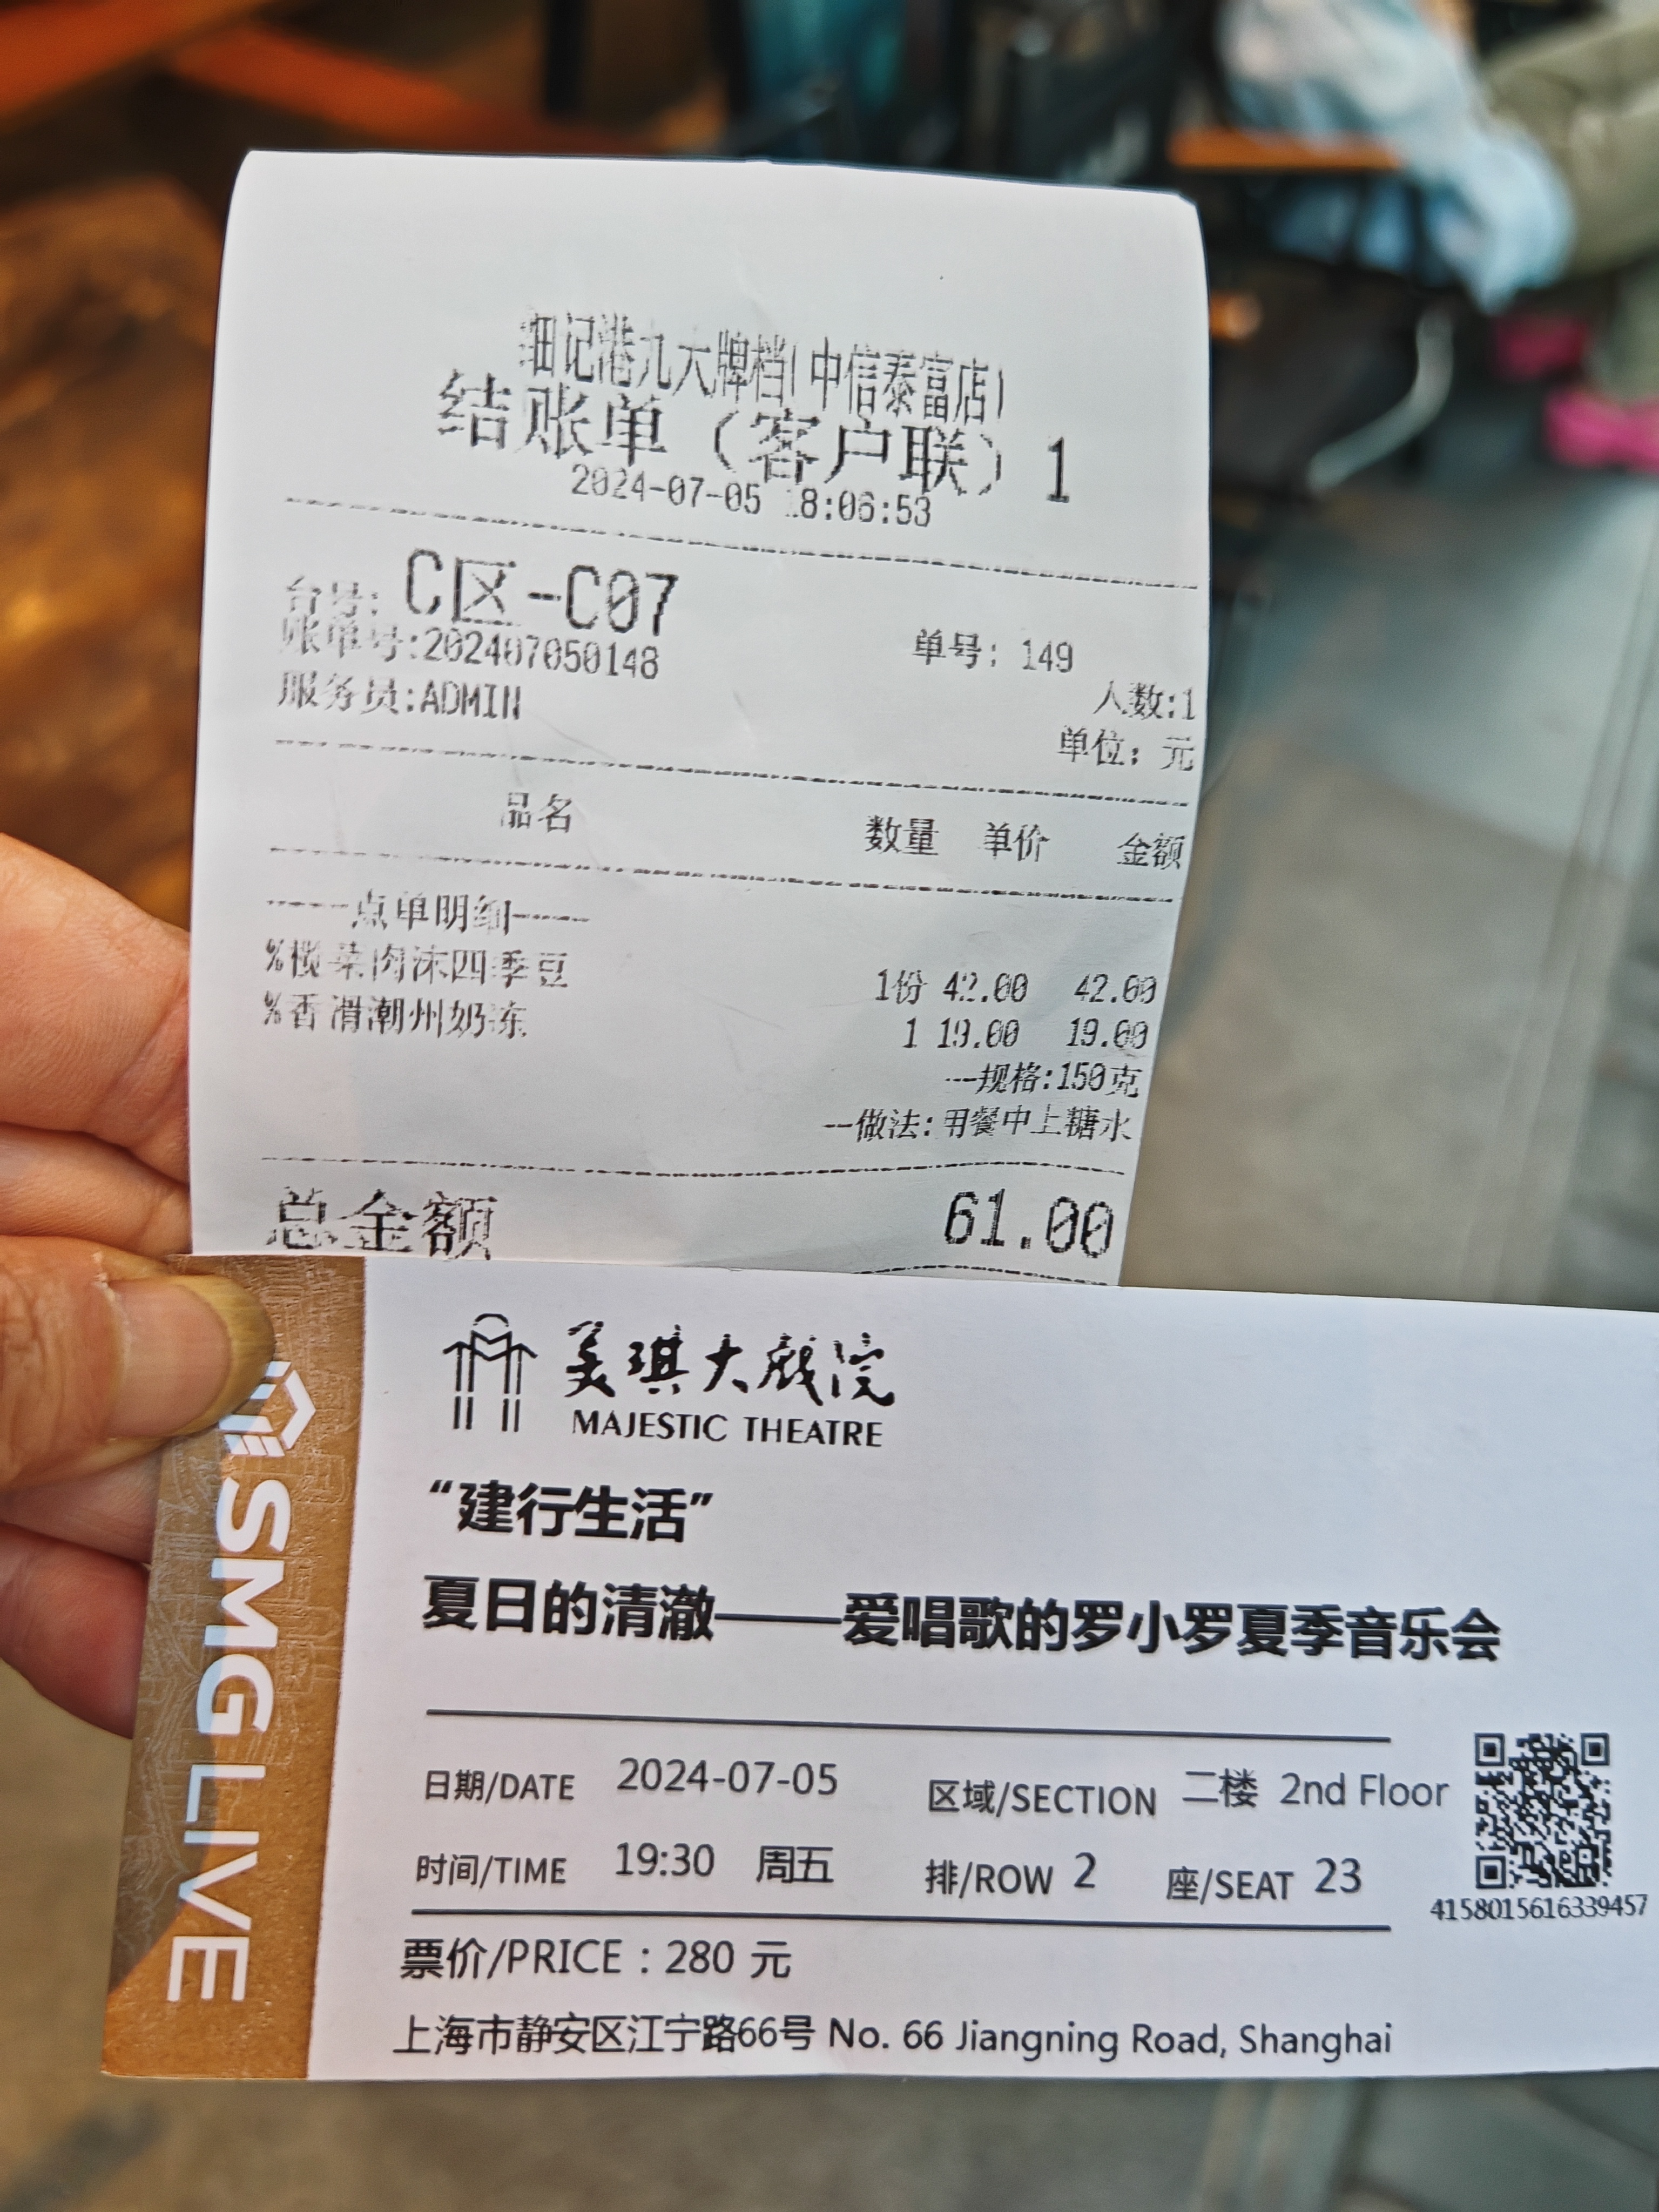 细记港九大牌档(中信泰富店)
结账单（客户联）1
2024-07-05 18:06:53
台号: C区-C07
账单号:202407050148 单号: 149
服务员:ADMIN 人数:1
单位: 元
品名 数量 单价 金额
-----点单明细-----
%榄菜肉沫四季豆 1份 42.00 42.00
%香滑潮州奶冻 1 19.00 19.00
---规格:150克
--做法: 用餐中上糖水
总金额 61.00
美琪大戏院
MAJESTIC THEATRE
“建行生活”
夏日的清澈——爱唱歌的罗小罗夏季音乐会
日期/DATE 2024-07-05 区域/SECTION 二楼 2nd Floor
时间/TIME 19:30 周五 排/ROW 2 座/SEAT 23
4158015616339457
票价/PRICE : 280 元
上海市静安区江宁路66号 No. 66 Jiangning Road, Shanghai
SMG LIVE